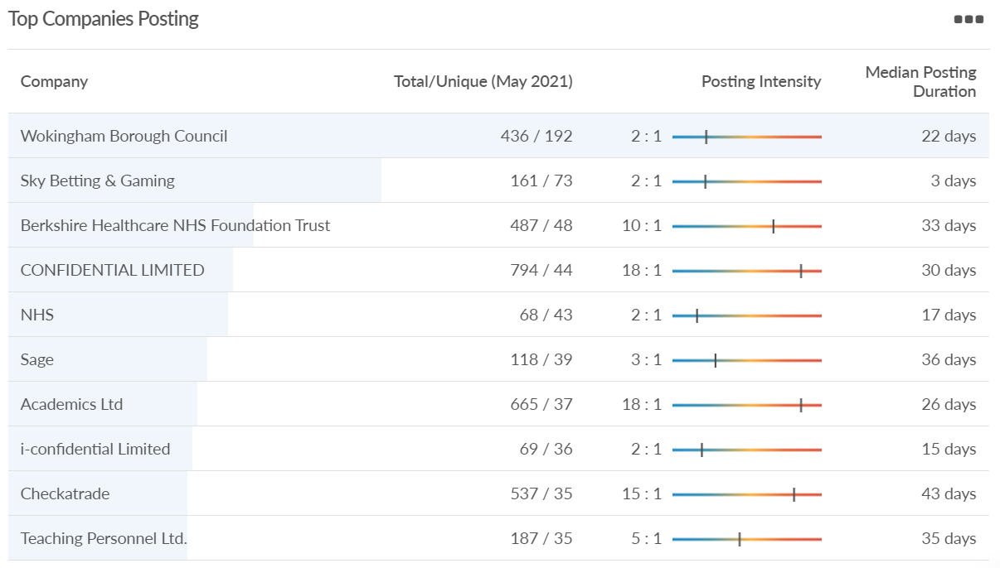 Top Companies Posting
Company Total/Unique (May 2021) Posting Intensity Median Posting Duration
Wokingham Borough Council 436 / 192 2 : 1 22 days
Sky Betting & Gaming 161 / 73 2 : 1 3 days
Berkshire Healthcare NHS Foundation Trust 487 / 48 10 : 1 33 days
CONFIDENTIAL LIMITED 794 / 44 18 : 1 30 days
NHS 68 / 43 2 : 1 17 days
Sage 118 / 39 3 : 1 36 days
Academics Ltd 665 / 37 18 : 1 26 days
i-confidential Limited 69 / 36 2 : 1 15 days
Checkatrade 537 / 35 15 : 1 43 days
Teaching Personnel Ltd. 187 / 35 5 : 1 35 days